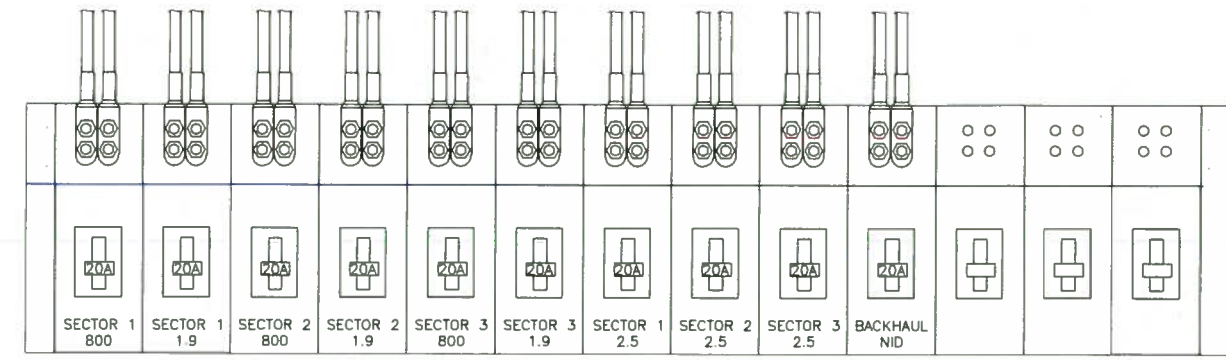 20A 20A 20A 20A 20A 20A 20A 20A 20A 20A
SECTOR 1 SECTOR 1 SECTOR 2 SECTOR 2 SECTOR 3 SECTOR 3 SECTOR 1 SECTOR 2 SECTOR 3 BACKHAUL
800 1.9 800 1.9 800 1.9 2.5 2.5 2.5 NID